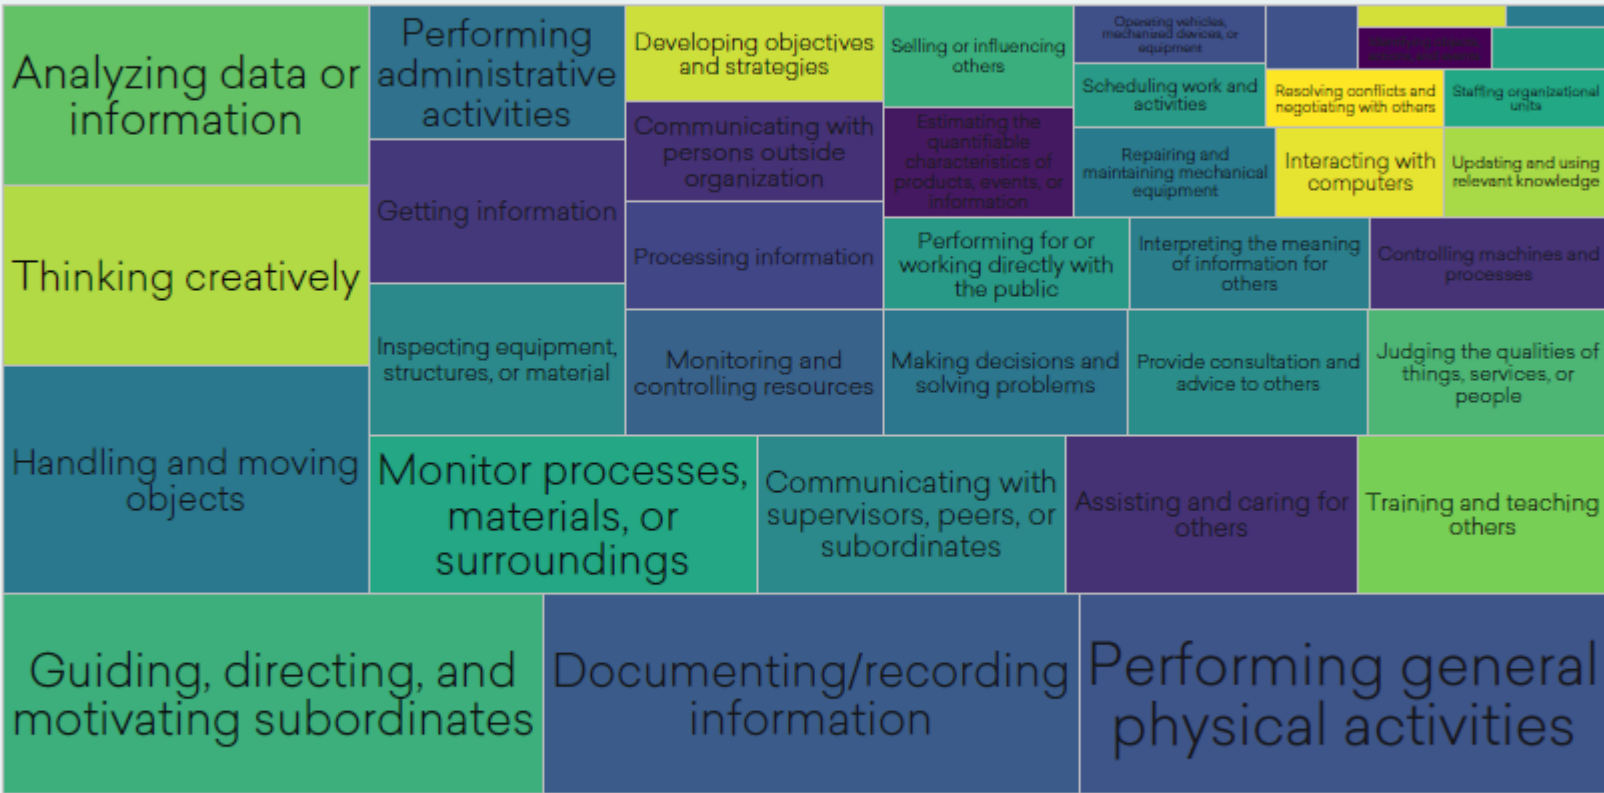 Analyzing data or
information
Thinking creatively
Handling and moving
objects
Performing
administrative
activities
Getting information
Inspecting equipment,
structures, or material
Developing objectives
and strategies
Communicating with
persons outside
organization
Processing information
Monitoring and
controlling resources
Selling or influencing
others
Estimating the
quantifiable
characteristics of
products, events, or
information
Operating vehicles,
mechanized devices, or
equipment
Scheduling work and
activities
Resolving conflicts and
negotiating with others
Staffing organizational
units
Repairing and
maintaining mechanical
equipment
Interacting with
computers
Updating and using
relevant knowledge
Performing for or
working directly with
the public
Interpreting the meaning
of information for
others
Controlling machines and
processes
Making decisions and
solving problems
Provide consultation and
advice to others
Judging the qualities of
things, services, or
people
Monitor processes,
materials, or
surroundings
Communicating with
supervisors, peers, or
subordinates
Assisting and caring for
others
Training and teaching
others
Guiding, directing, and
motivating subordinates
Documenting/recording
information
Performing general
physical activities